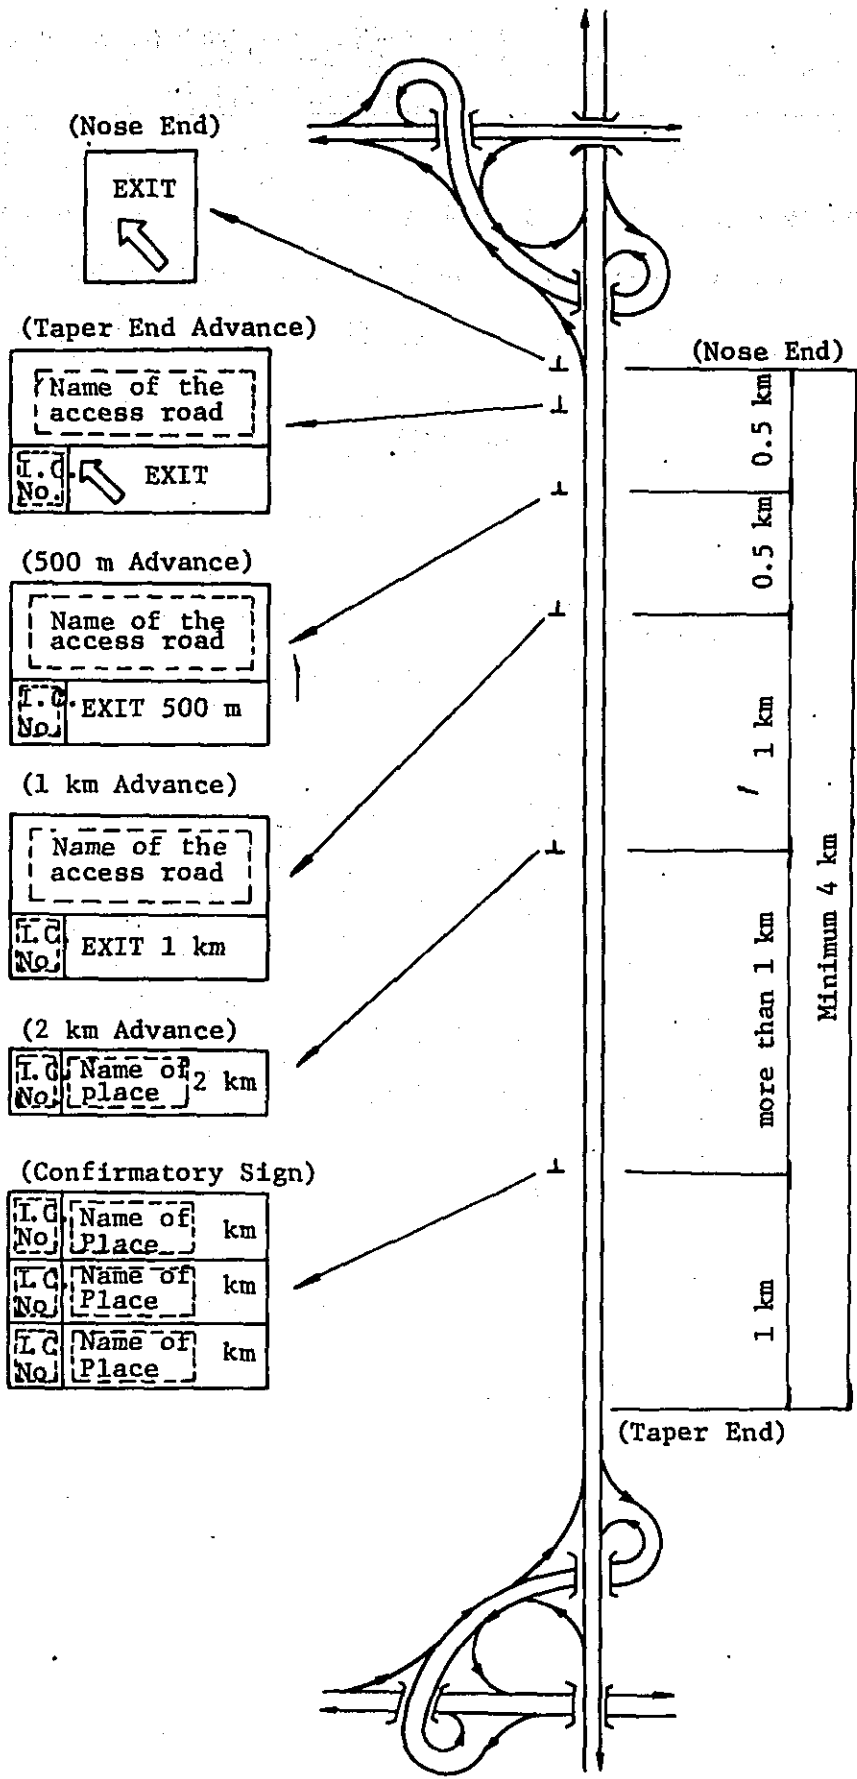 (Nose End)
EXIT
(Taper End Advance)
Name of the
access road
I.C.
No.
EXIT
(500 m Advance)
Name of the
access road
I.C.
No.
EXIT 500 m
(1 km Advance)
Name of the
access road
I.C
No.
EXIT 1 km
(2 km Advance)
I.C.
No.
Name of
place
2 km
(Confirmatory Sign)
I.C.
No.
Name of
Place
km
I.C.
No.
Name of
Place
km
I.C
No.
Name of
Place
km
(Nose End)
0.5 km
0.5 km
1 km
more than 1 km
1 km
Minimum 4 km
(Taper End)